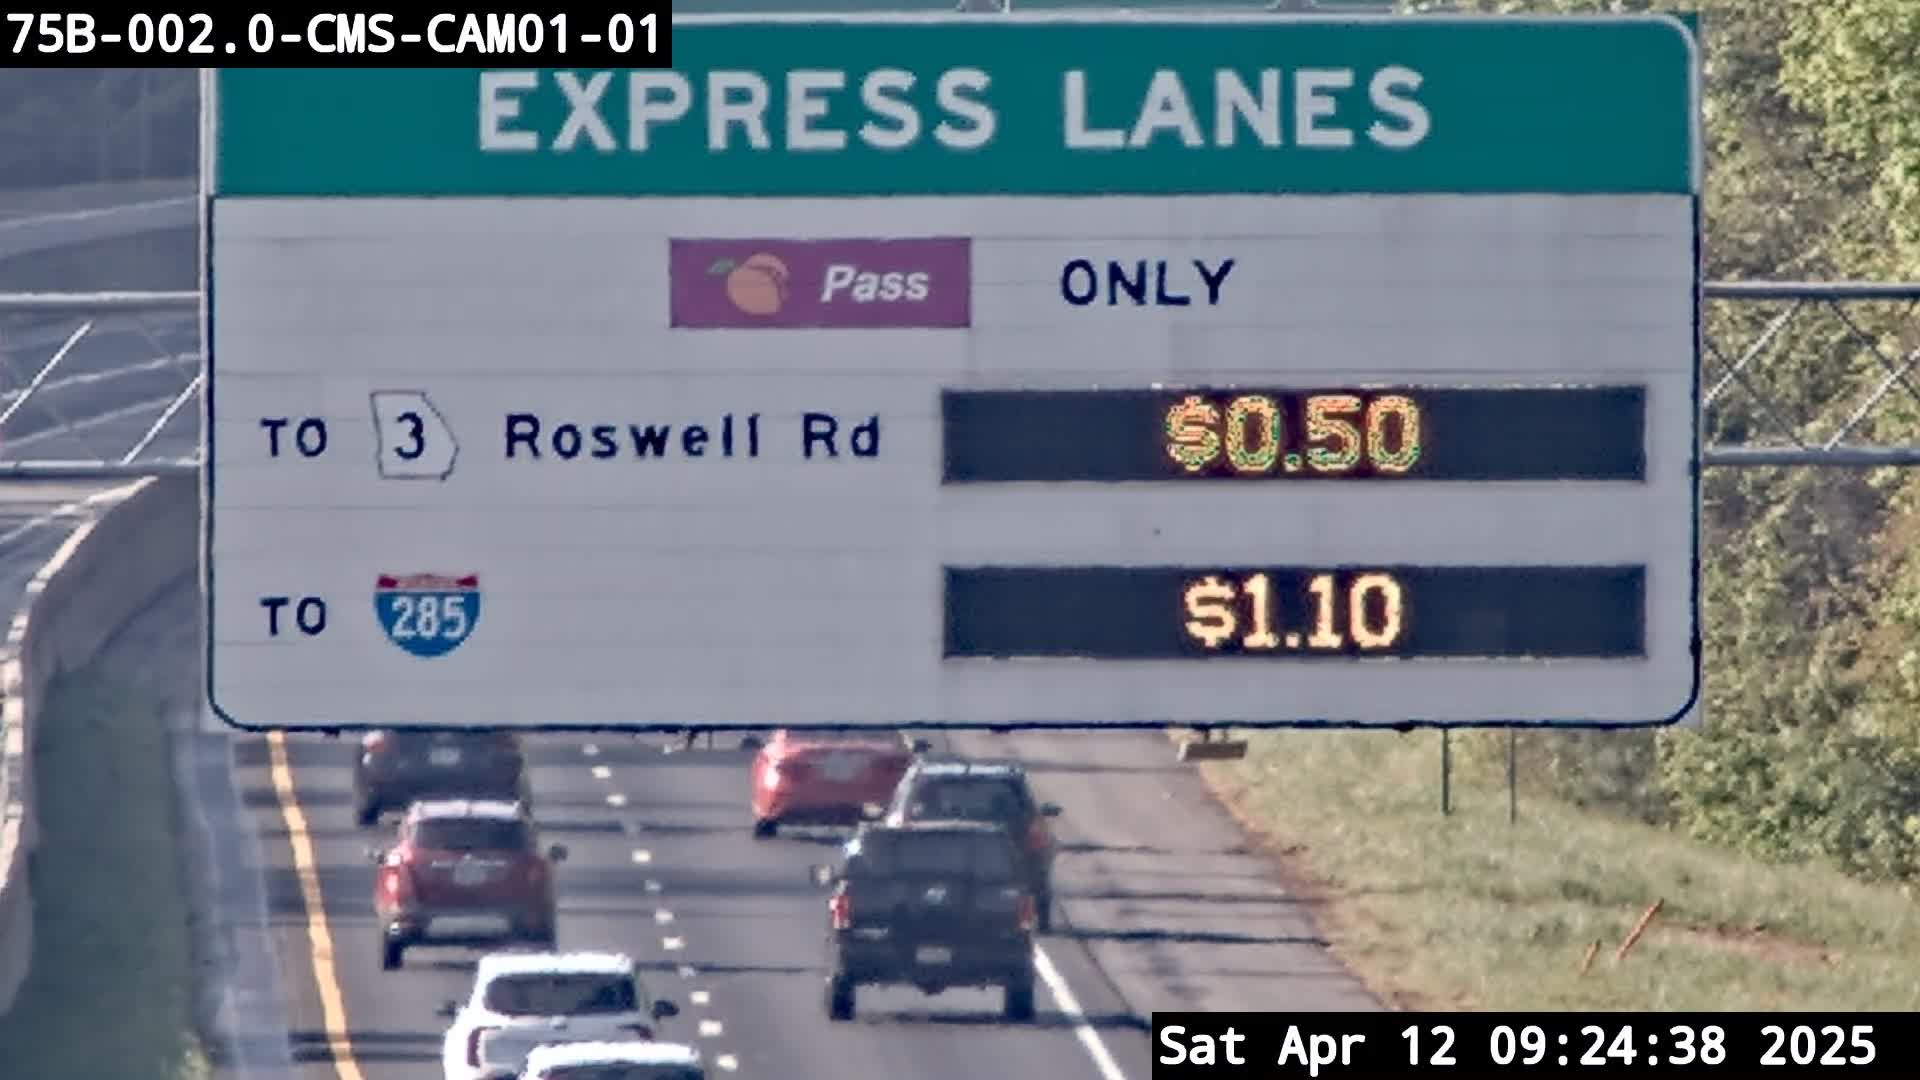 75B-002.0-CMS-CAM01-01
EXPRESS LANES
Pass ONLY
TO 3 Roswell Rd $0.50
TO 285 $1.10
Sat Apr 12 09:24:38 2025